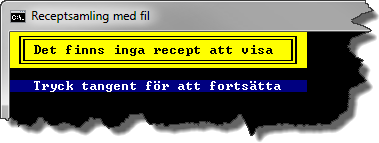 Receptsamling med fil
Det finns inga recept att visa
Tryck tangent för att fortsätta